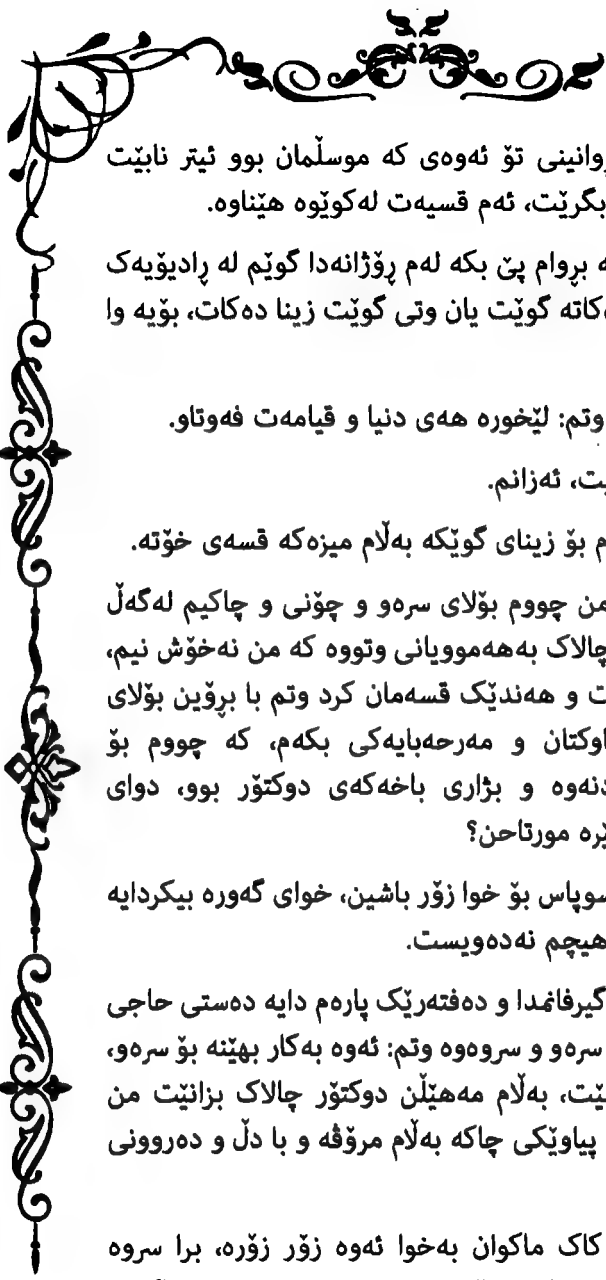 ڕوانینی تۆ ئەوەی کە موسڵمان بوو ئیتر نابێت
بگرێت، ئەم قسیەت لەکوێوە هێناوە.
ە بڕوام پێ بکە لەم ڕۆژانەدا گوێم لە ڕادیۆیەک
ەکاتە گوێت یان وتی گوێت زینا دەکات، بۆیە وا
وتم: لێخورە هەی دنیا و قیامەت فەوتاو.
یت، ئەزانم.
م بۆ زینای گوێکە بەڵام میزەکە قسەی خۆتە.
من چووم بۆلای سرەو و چۆنی و چاکیم لەگەڵ
چالاک بەهەموویانی وتووە کە من نەخۆش نیم،
ت و هەندێک قسەمان کرد وتم با بڕۆین بۆلای
اوکتان و مەرحەبایەکی بکەم، کە چووم بۆ
دنەوە و بژاری باخەکەی دوکتۆر بوو، دوای
ێرە مورتاحن؟
سوپاس بۆ خوا زۆر باشین، خوای گەورە بیکردایە
هیچم نەدەویست.
گیرفانمدا و دەفتەرێک پارەم دایە دەستی حاجی
سرەو و سروەوە وتم: ئەوە بەکار بهێنە بۆ سرەو،
ێت، بەڵام مەهێڵن دوکتۆر چالاک بزانێت من
پیاوێکی چاکە بەڵام مرۆڤە و با دڵ و دەروونی
کاک ماکوان بەخوا ئەوە زۆر زۆرە، برا سروە